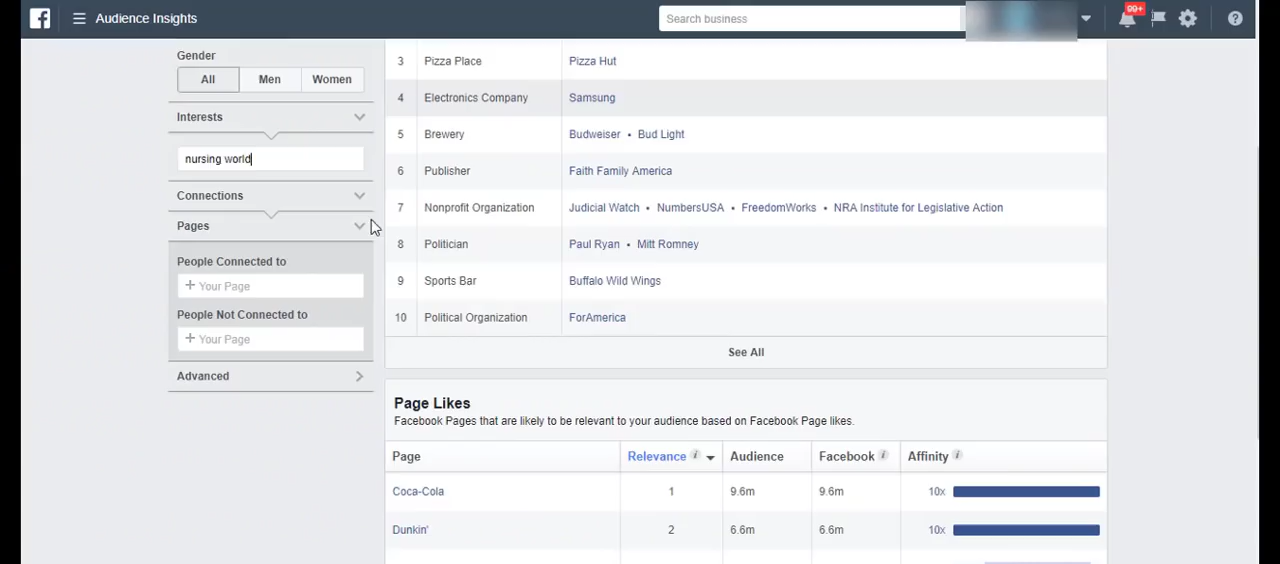 Audience Insights
Search business
99+
Gender
All Men Women
Interests
nursing world
Connections
Pages
People Connected to
+ Your Page
People Not Connected to
+ Your Page
Advanced
3 Pizza Place Pizza Hut
4 Electronics Company Samsung
5 Brewery Budweiser • Bud Light
6 Publisher Faith Family America
7 Nonprofit Organization Judicial Watch • NumbersUSA • FreedomWorks • NRA Institute for Legislative Action
8 Politician Paul Ryan • Mitt Romney
9 Sports Bar Buffalo Wild Wings
10 Political Organization ForAmerica
See All
Page Likes
Facebook Pages that are likely to be relevant to your audience based on Facebook Page likes.
Page Relevance Audience Facebook Affinity
Coca-Cola 1 9.6m 9.6m 10x
Dunkin' 2 6.6m 6.6m 10x